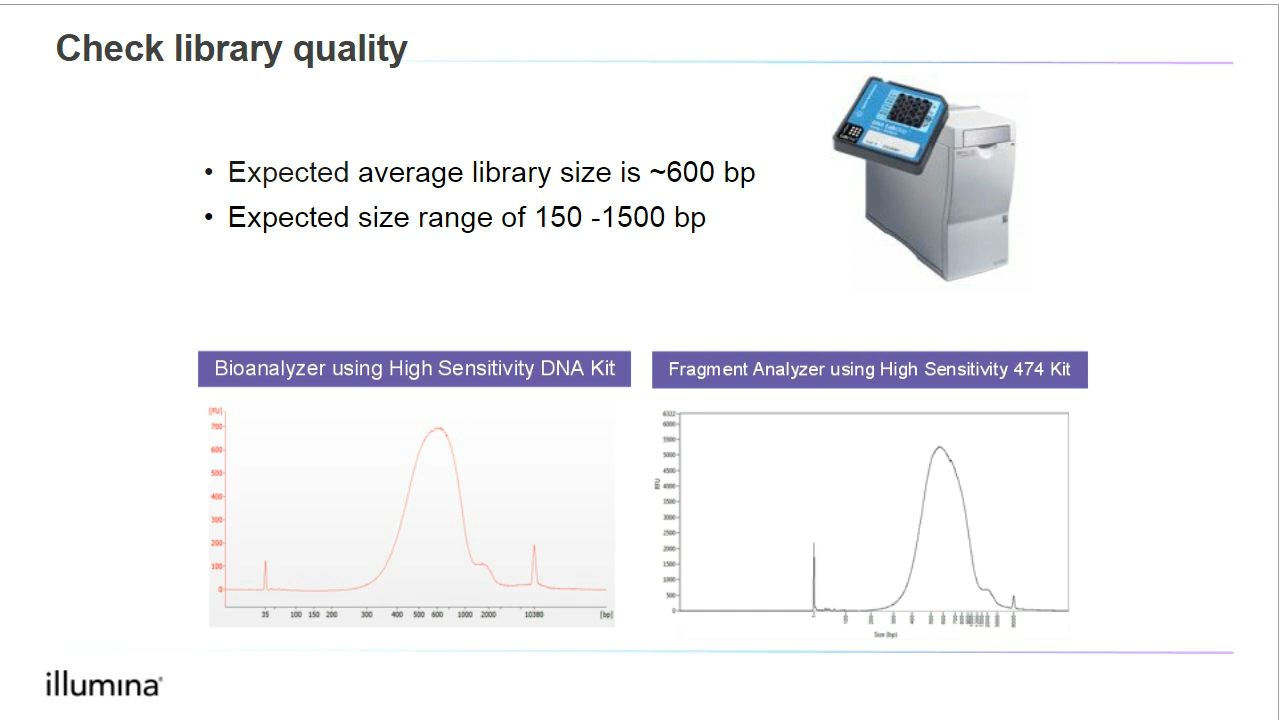 Check library quality
• Expected average library size is ~600 bp
• Expected size range of 150 -1500 bp
Bioanalyzer using High Sensitivity DNA Kit
Fragment Analyzer using High Sensitivity 474 Kit
[FU]
700
600
500
400
300
200
100
0
35 100 150 200 300 400 500 600 1000 2000 10380 [bp]
6322
6000
5500
5000
4500
4000
3500
3000
2500
2000
1500
1000
500
0
RFU
Size (bp)
illumina